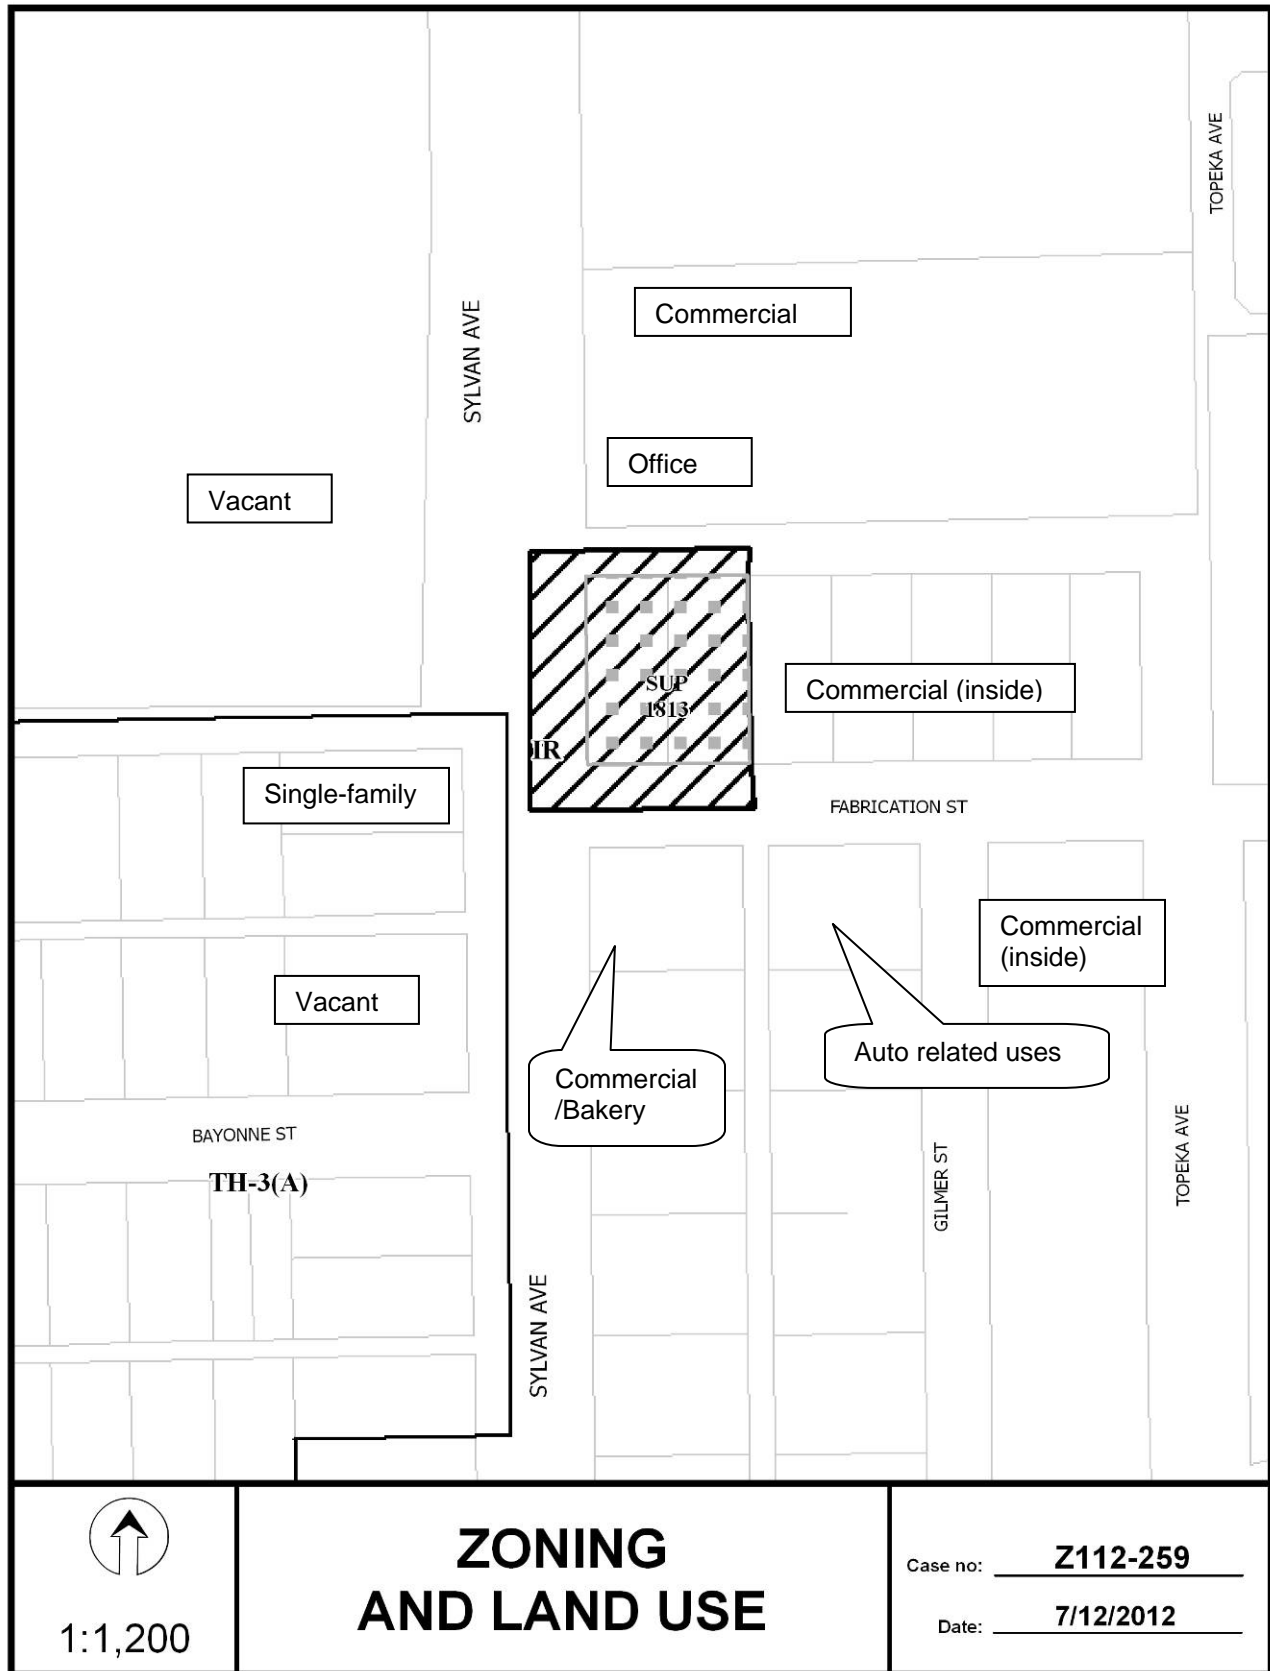 TOPEKA AVE
Commercial
SYLVAN AVE
Office
Vacant
SUP
1813
Commercial (inside)
IR
Single-family
FABRICATION ST
Commercial
(inside)
Vacant
Auto related uses
Commercial
/Bakery
BAYONNE ST
TH-3(A)
GILMER ST
TOPEKA AVE
SYLVAN AVE
1:1,200
ZONING
AND LAND USE
Case no: Z112-259
Date: 7/12/2012